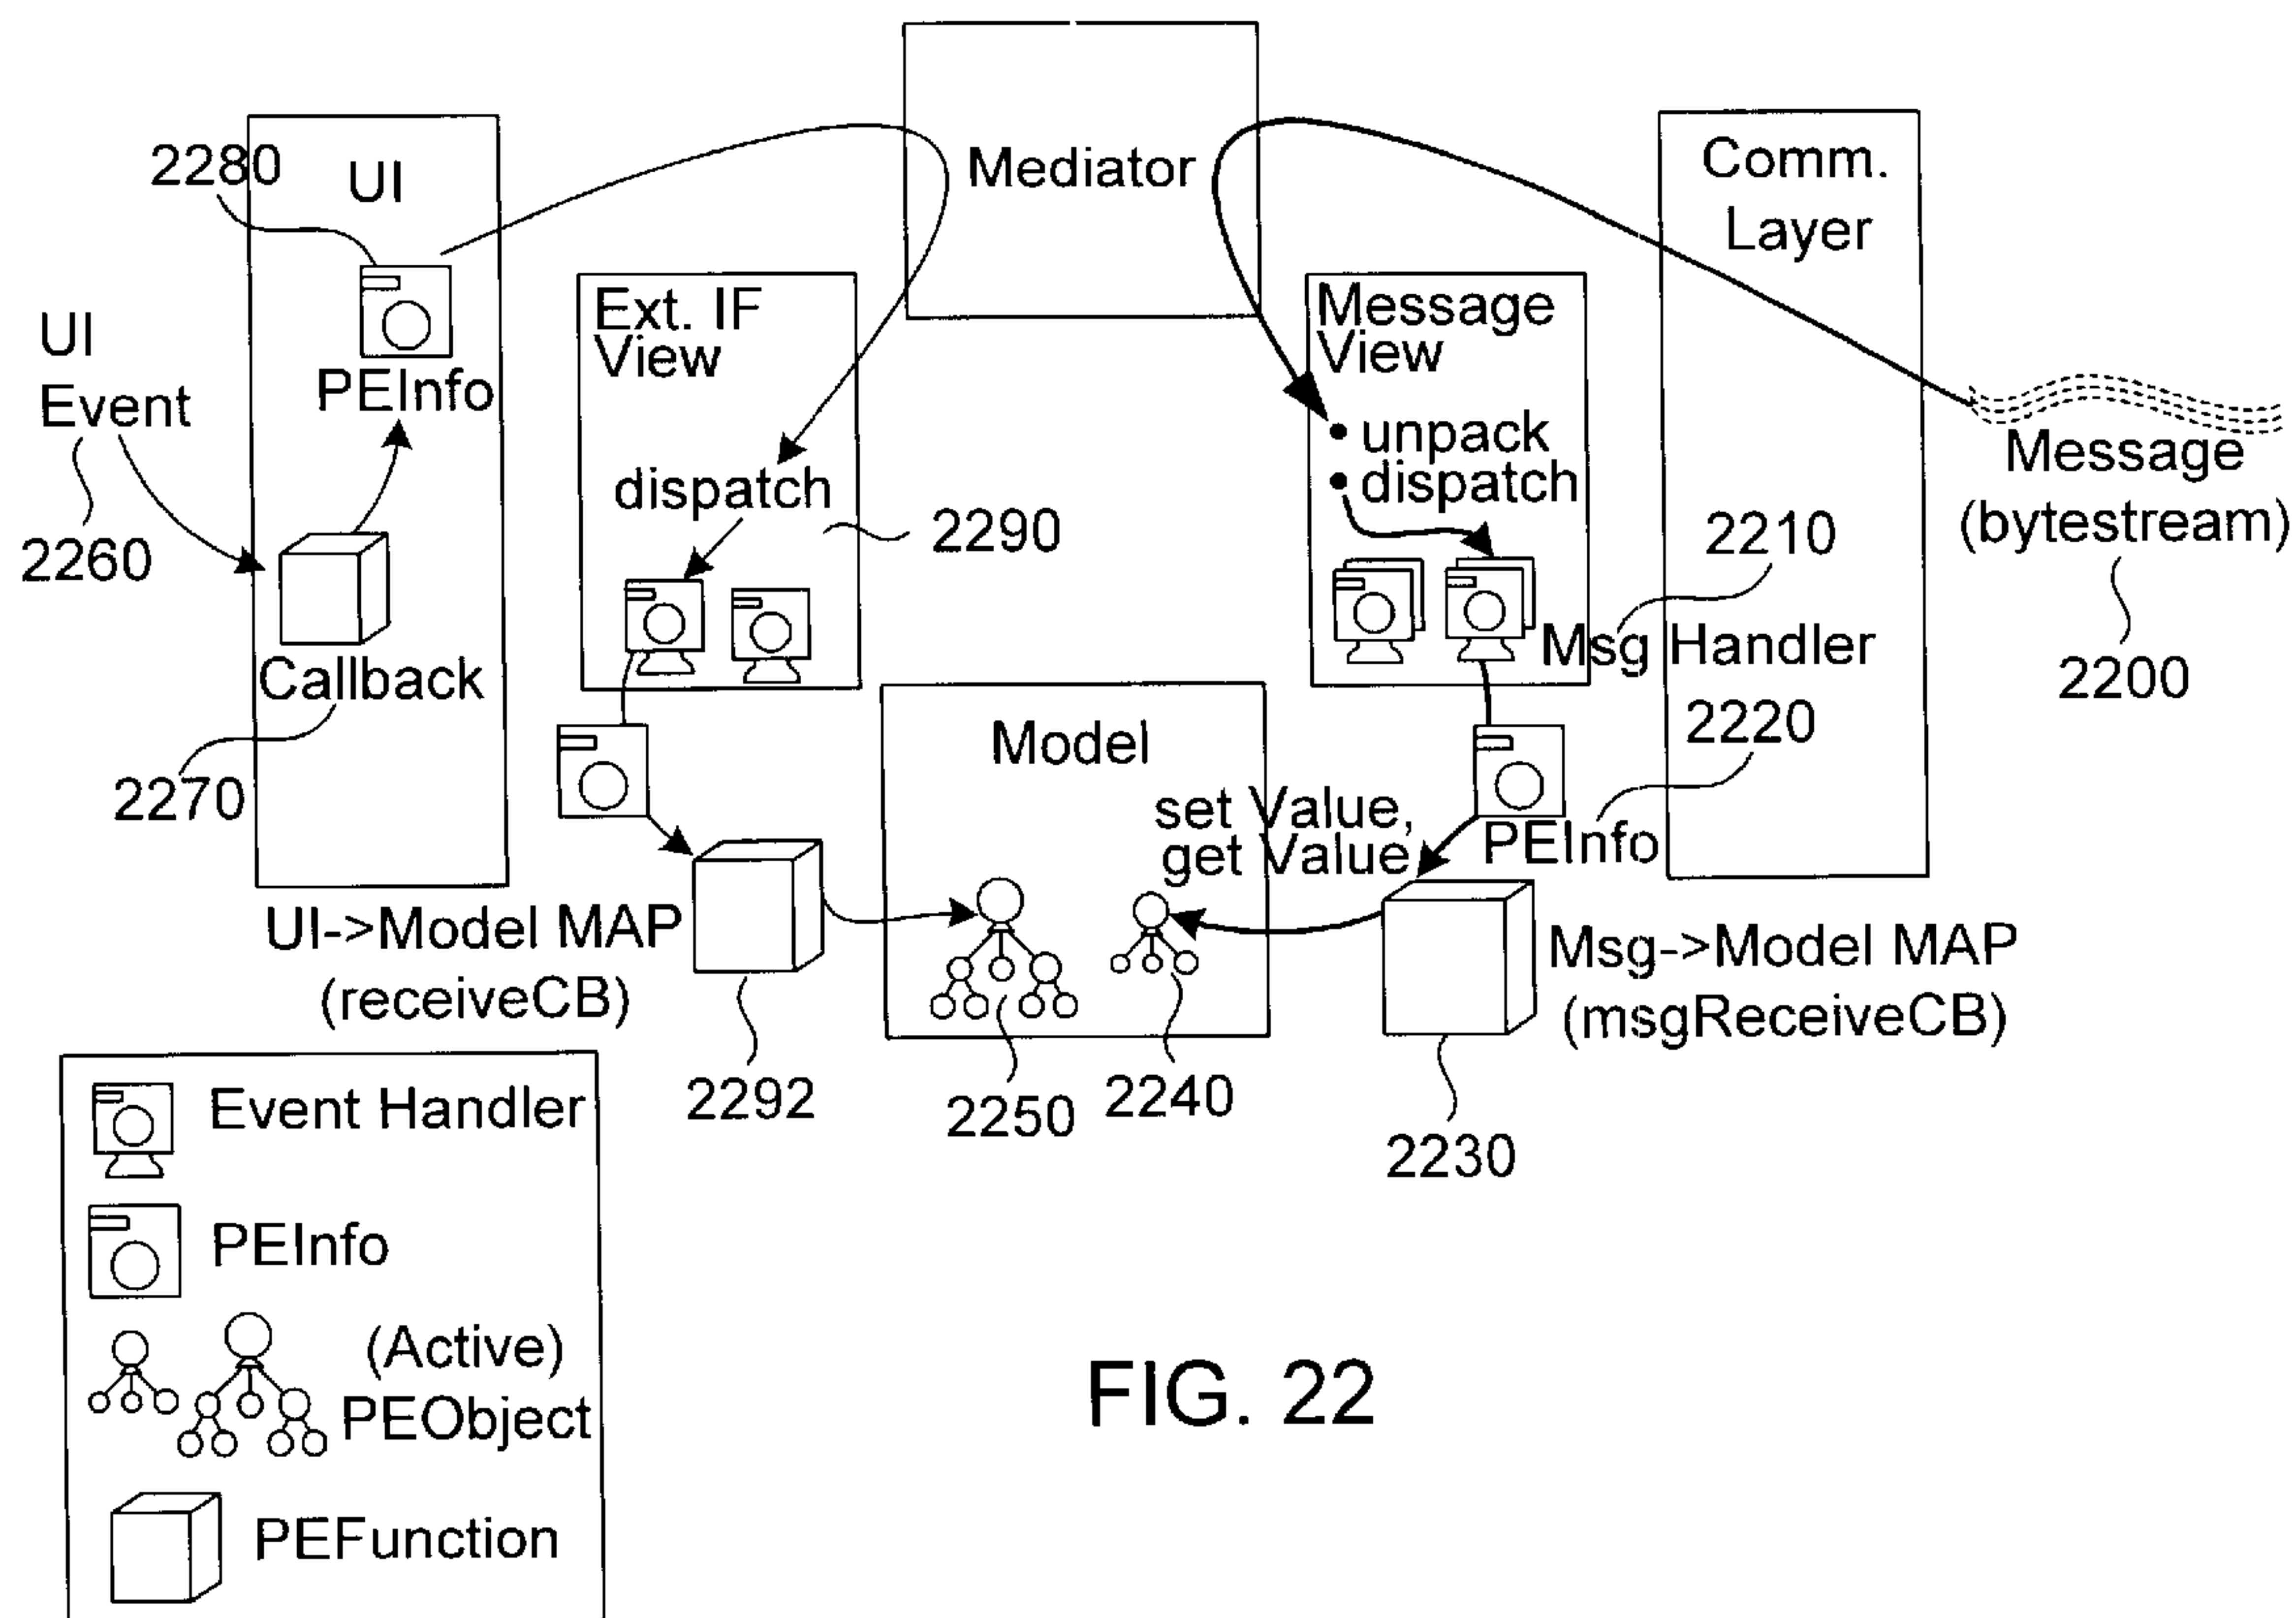 Mediator
Comm.
Layer
2280
UI
UI
Event
PEInfo
2260
Callback
2270
Ext. IF
View
dispatch
2290
Message
View
• unpack
• dispatch
2210
Msg Handler
2220
PEInfo
Message
(bytestream)
2200
Model
set Value,
get Value
UI->Model MAP
(receiveCB)
2292
2250
2240
Msg->Model MAP
(msgReceiveCB)
2230
Event Handler
PEInfo
(Active)
PEObject
PEFunction
FIG. 22